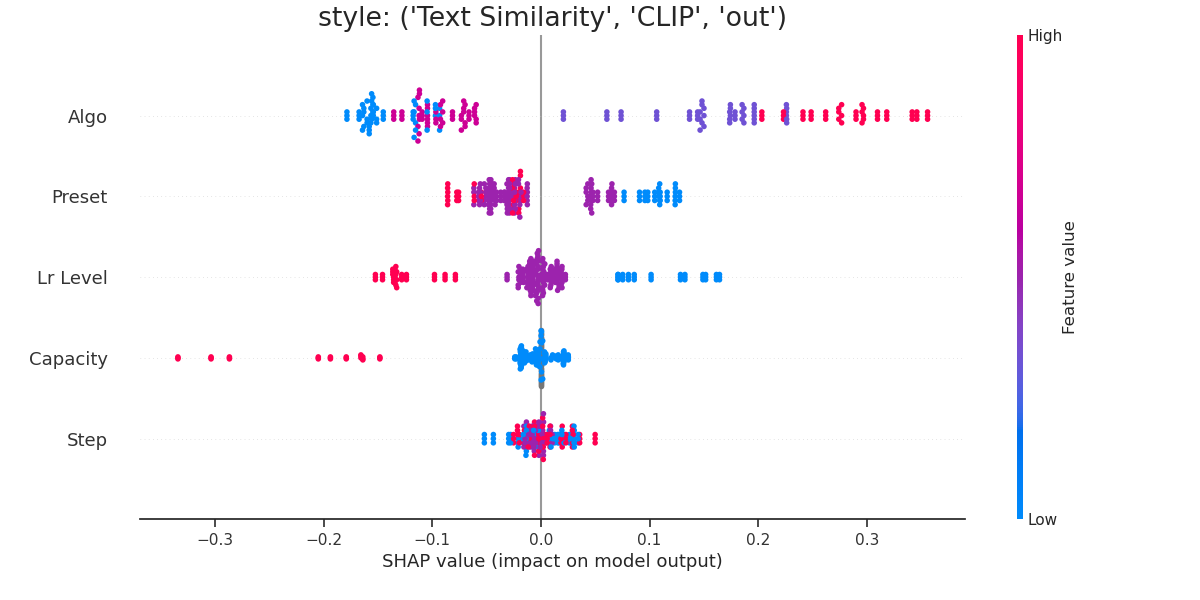 style: ('Text Similarity', 'CLIP', 'out')
High
Algo
Preset
Lr Level
Capacity
Step
Feature value
Low
−0.3
−0.2
−0.1
0.0
0.1
0.2
0.3
SHAP value (impact on model output)